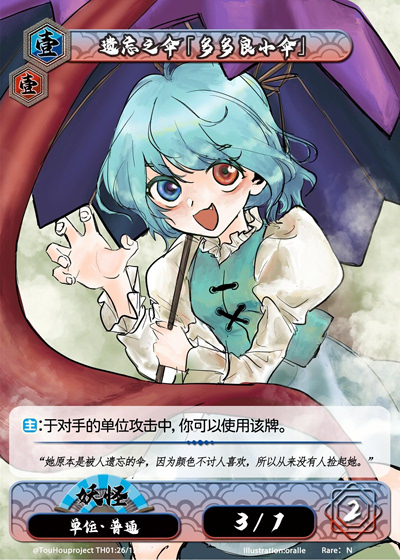 壹
遗忘之伞「多多良小伞」
壹
主:于对手的单位攻击中,你可以使用该牌。
“她原本是被人遗忘的伞，因为颜色不讨人喜欢，所以从来没有人捡起她。”
妖怪
单位·普通
3 / 1
2
@TouHouproject TH01:26/
Illustration:oralle
Rare: N